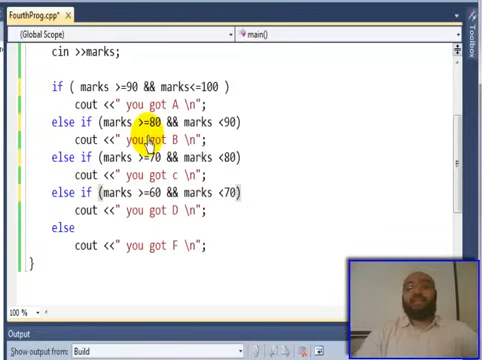 FourthProg.cpp*
(Global Scope)
main()
Toolbox
cin >>marks;
if ( marks >=90 && marks<=100 )
cout <<" you got A \n";
else if (marks >=80 && marks <90)
cout <<" you got B \n";
else if (marks >=70 && marks <80)
cout <<" you got c \n";
else if (marks >=60 && marks <70)
cout <<" you got D \n";
else
cout <<" you got F \n";
}
100 %
Output
Show output from: Build